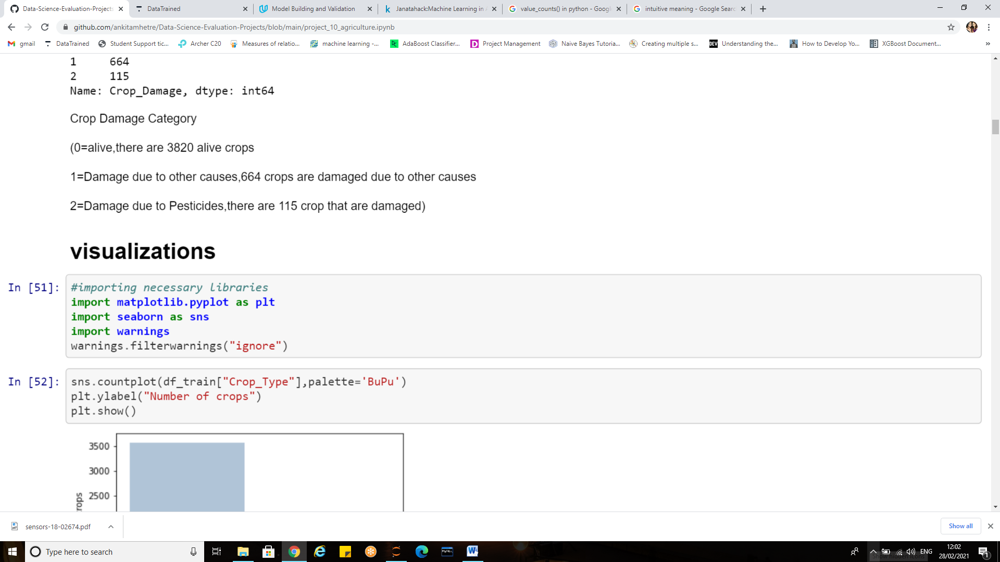 Data-Science-Evaluation-Projects
DataTrained
Model Building and Validation
Janatahack:Machine Learning in
value_counts() in python - Goog
intuitive meaning - Google Searc
github.com/ankitamhetre/Data-Science-Evaluation-Projects/blob/main/project_10_agriculture.ipynb
gmail
DataTrained
Student Support tic...
Archer C20
Measures of relatio...
machine learning -...
AdaBoost Classifier...
Project Management
Naive Bayes Tutoria...
Creating multiple s...
DEV Understanding the...
How to Develop Yo...
XGBoost Document...
»
1 664
2 115
Name: Crop_Damage, dtype: int64
Crop Damage Category
(0=alive,there are 3820 alive crops
1=Damage due to other causes,664 crops are damaged due to other causes
2=Damage due to Pesticides,there are 115 crop that are damaged)
visualizations
In [51]:
#importing necessary libraries
import matplotlib.pyplot as plt
import seaborn as sns
import warnings
warnings.filterwarnings("ignore")
In [52]:
sns.countplot(df_train["Crop_Type"],palette='BuPu')
plt.ylabel("Number of crops")
plt.show()
3500
3000
2500
rops
sensors-18-02674.pdf
Show all
Type here to search
ENG
12:02
28/02/2021
1
Show hidden icons